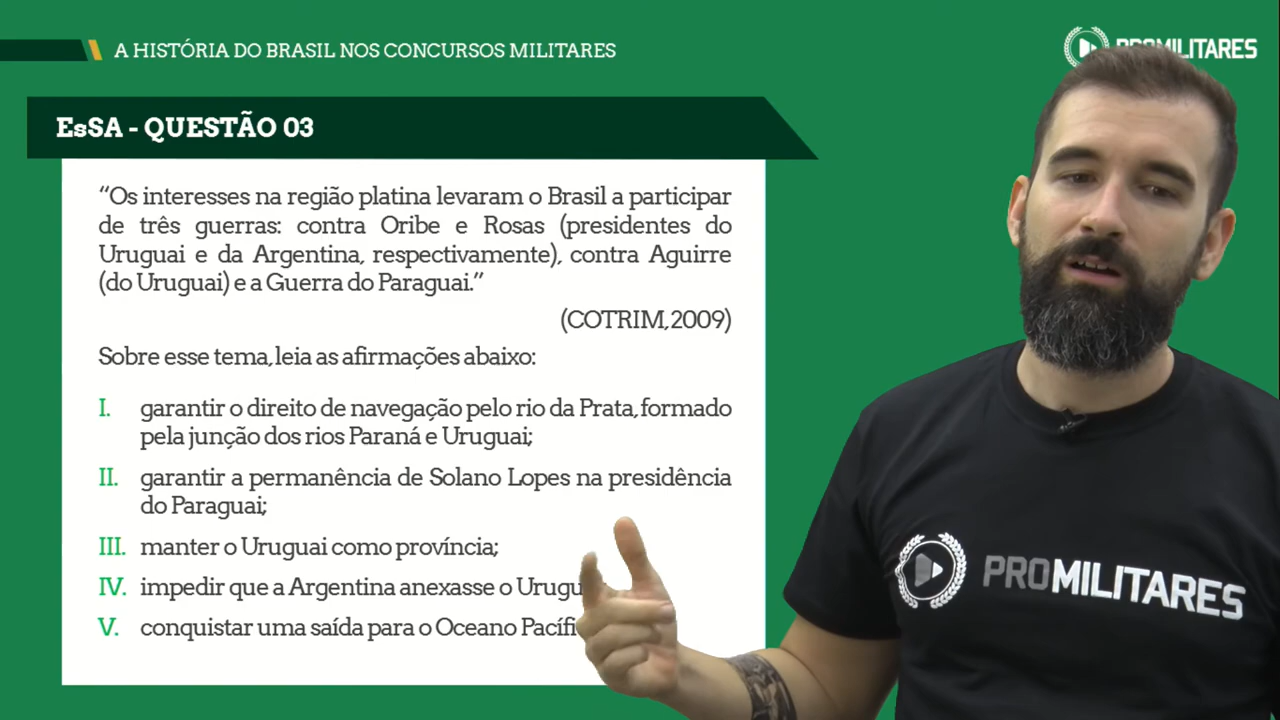 A HISTÓRIA DO BRASIL NOS CONCURSOS MILITARES
PROMILITARES
EsSA - QUESTÃO 03
“Os interesses na região platina levaram o Brasil a participar
de três guerras: contra Oribe e Rosas (presidentes do
Uruguai e da Argentina, respectivamente), contra Aguirre
(do Uruguai) e a Guerra do Paraguai.”
(COTRIM, 2009)
Sobre esse tema, leia as afirmações abaixo:
I. garantir o direito de navegação pelo rio da Prata, formado
pela junção dos rios Paraná e Uruguai;
II. garantir a permanência de Solano Lopes na presidência
do Paraguai;
III. manter o Uruguai como província;
IV. impedir que a Argentina anexasse o
V. conquistar uma saída para o Oceano
PROMILITARES